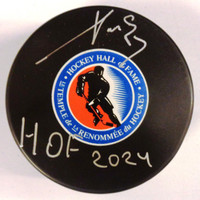 HOCKEY HALL of FAME
LE TEMPLE de LA RENOMMÉE du HOCKEY
HOF 2024